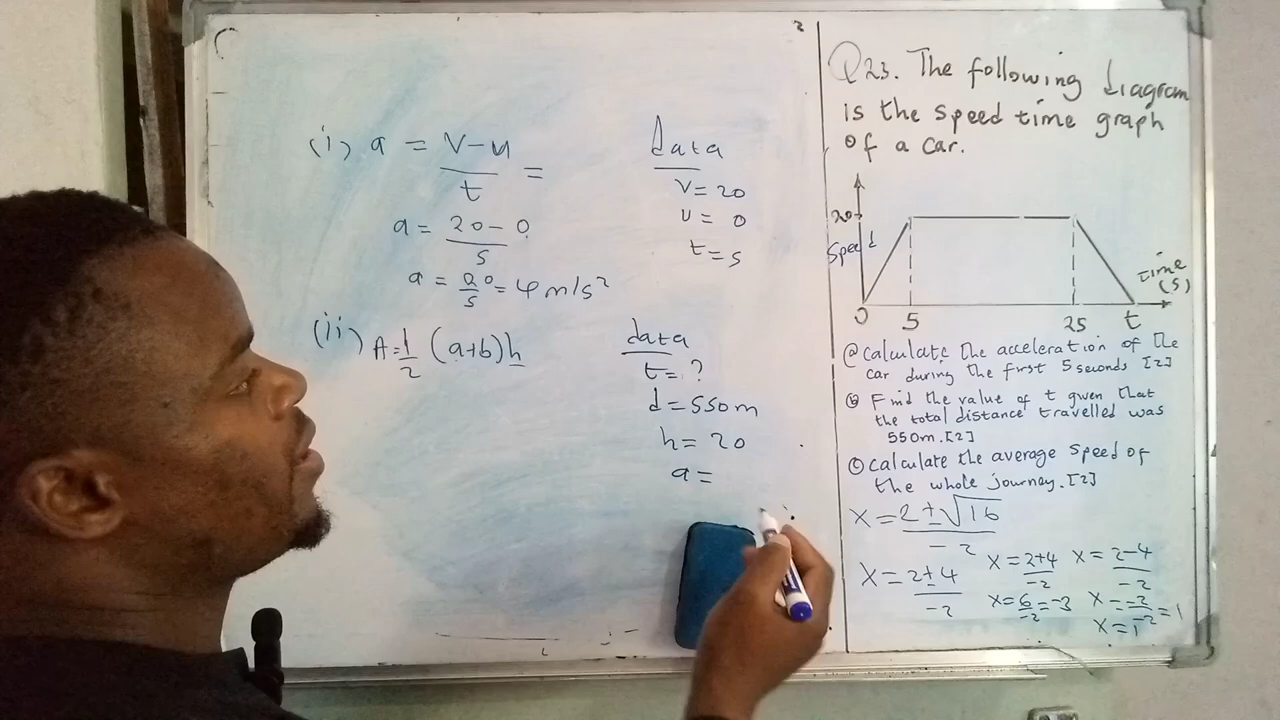 (i) a = V-u / t =
a = 20-0 / 5
a = 20/5 = 4 m/s²
(ii) A = 1/2 (a+b)h
data
V = 20
u = 0
t = 5
data
t = ?
d = 550m
h = 20
a =
Q23. The following diagram
is the speed time graph
of a car.
20
Speed
time
(s)
0 5 25 t
(a) calculate the acceleration of the
car during the first 5 seconds [2]
(b) Find the value of t given that
the total distance travelled was
550m. [2]
(c) calculate the average speed of
the whole journey. [2]
X = 2±√16 / -2
X = 2±4 / -2
X = 2+4 / -2
X = 6/-2 = -3
X = 2-4 / -2
X = -2/-2 = 1
X = 1